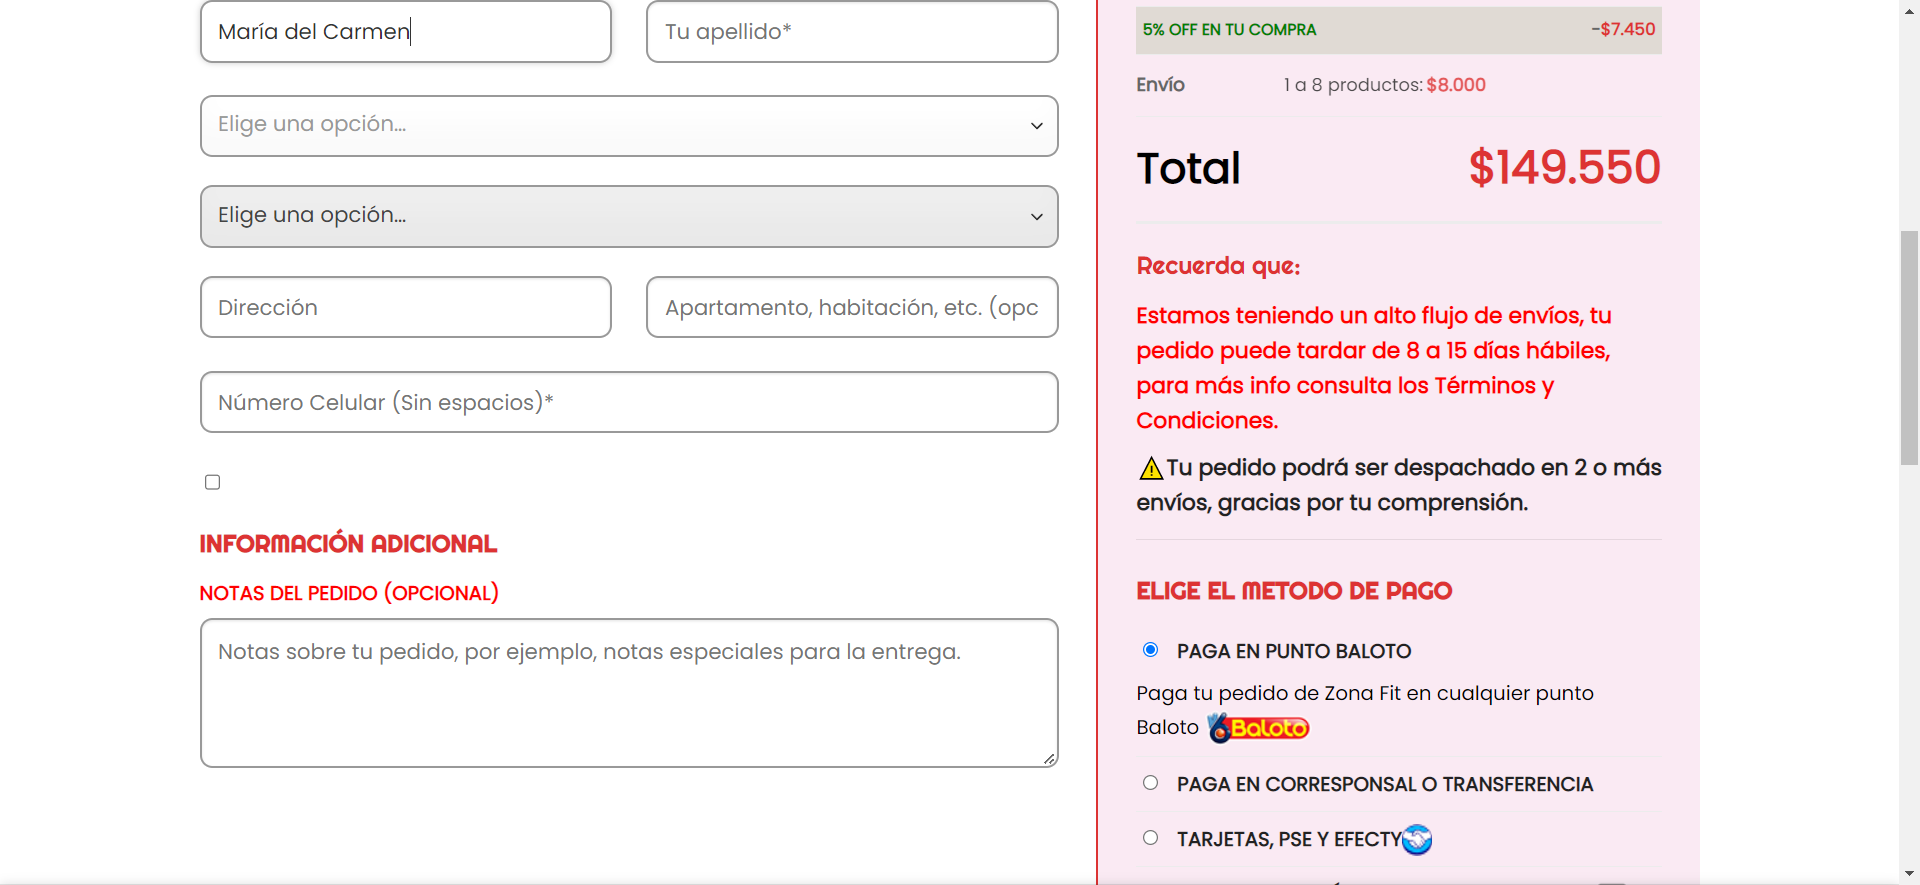 María del Carmen
Tu apellido*
Elige una opción...
Elige una opción...
Dirección
Apartamento, habitación, etc. (opc
Número Celular (Sin espacios)*
INFORMACIÓN ADICIONAL
NOTAS DEL PEDIDO (OPCIONAL)
Notas sobre tu pedido, por ejemplo, notas especiales para la entrega.
5% OFF EN TU COMPRA
-$7.450
Envío
1 a 8 productos: $8.000
Total
$149.550
Recuerda que:
Estamos teniendo un alto flujo de envíos, tu
pedido puede tardar de 8 a 15 días hábiles,
para más info consulta los Términos y
Condiciones.
Tu pedido podrá ser despachado en 2 o más
envíos, gracias por tu comprensión.
ELIGE EL METODO DE PAGO
PAGA EN PUNTO BALOTO
Paga tu pedido de Zona Fit en cualquier punto
Baloto Baloto
PAGA EN CORRESPONSAL O TRANSFERENCIA
TARJETAS, PSE Y EFECTY